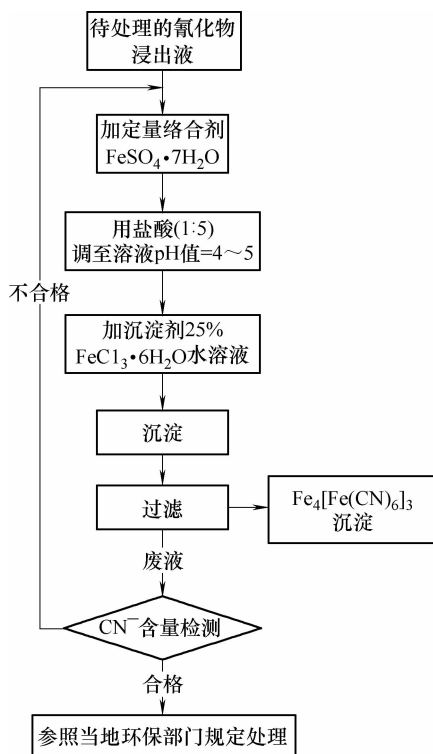 待处理的氰化物
浸出液
加定量络合剂
FeSO₄•7H₂O
用盐酸(1∶5)
调至溶液pH值=4～5
不合格
加沉淀剂25%
FeC1₃•6H₂O水溶液
沉淀
过滤
Fe₄[Fe(CN)₆]₃
沉淀
废液
CN⁻含量检测
合格
参照当地环保部门规定处理